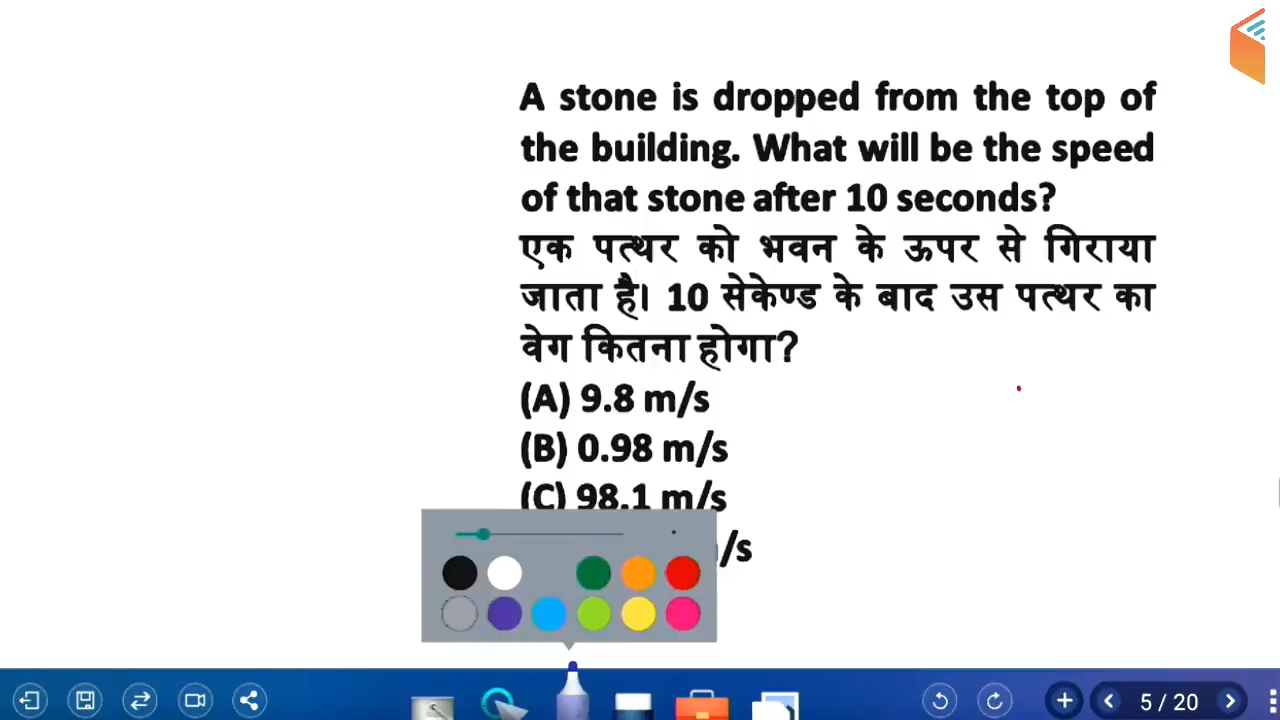 A stone is dropped from the top of
the building. What will be the speed
of that stone after 10 seconds?
एक पत्थर को भवन के ऊपर से गिराया
जाता है। 10 सेकेण्ड के बाद उस पत्थर का
वेग कितना होगा?
(A) 9.8 m/s
(B) 0.98 m/s
(C) 98.1 m/s
/s
5 / 20